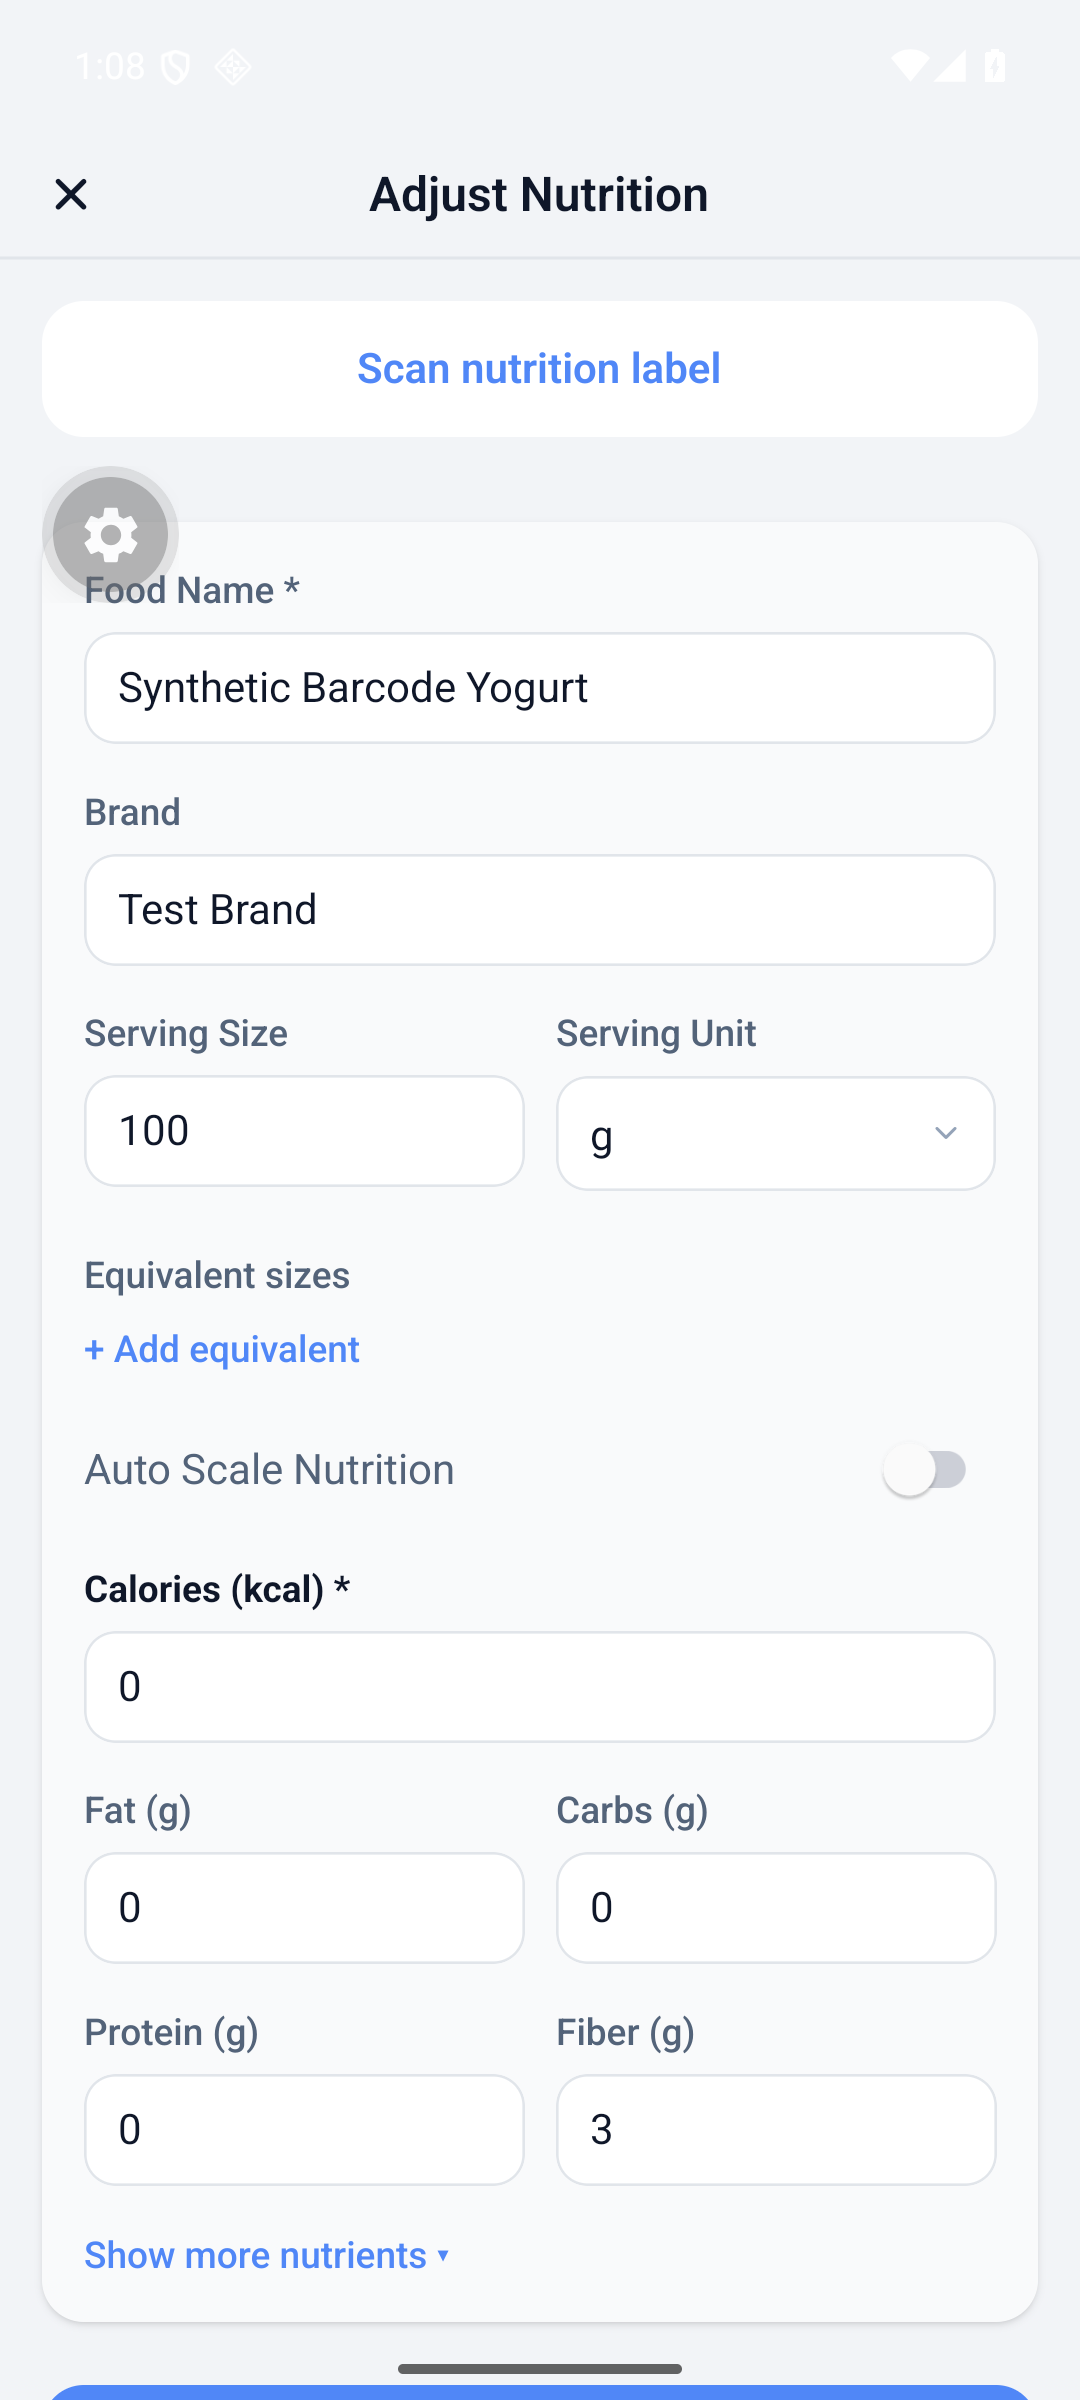 1:08
Adjust Nutrition
Scan nutrition label
Food Name *
Synthetic Barcode Yogurt
Brand
Test Brand
Serving Size
Serving Unit
100
g
Equivalent sizes
+ Add equivalent
Auto Scale Nutrition
Calories (kcal) *
0
Fat (g)
Carbs (g)
0
0
Protein (g)
Fiber (g)
0
3
Show more nutrients ▾